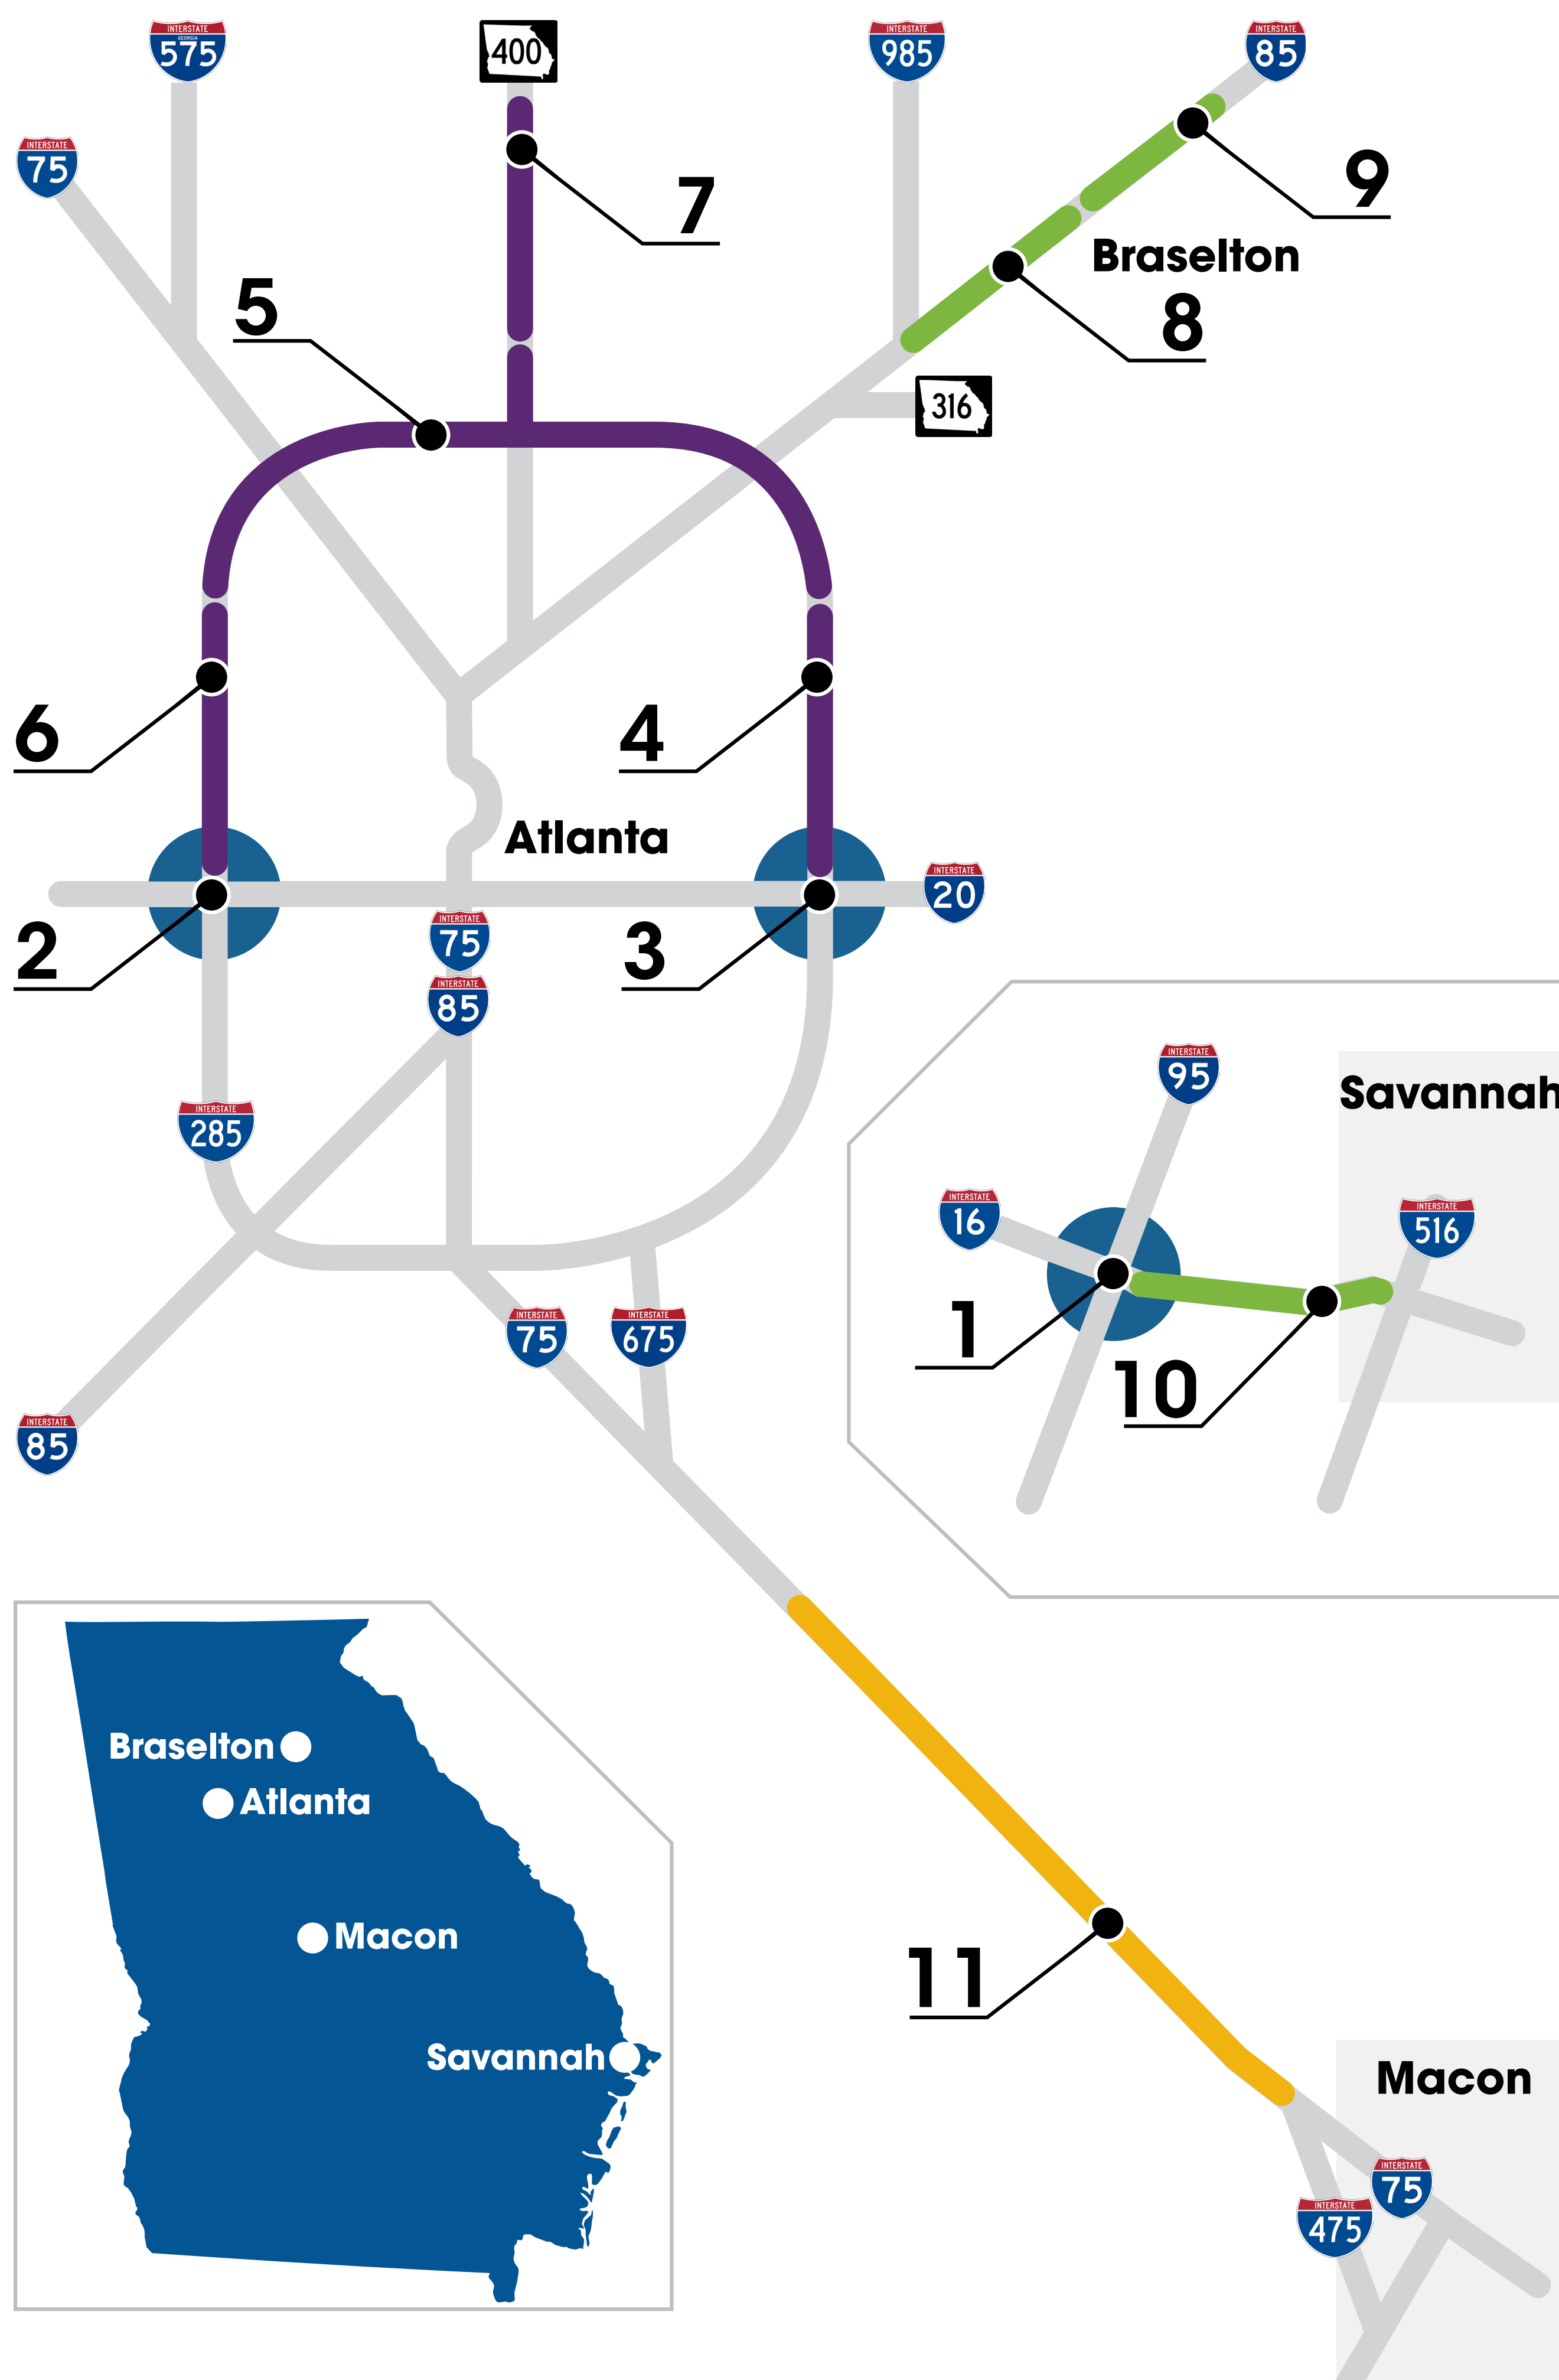 INTERSTATE
GEORGIA
575
400
INTERSTATE
985
INTERSTATE
85
INTERSTATE
75
9
7
Braselton
5
8
316
6
4
Atlanta
INTERSTATE
20
2
INTERSTATE
75
3
INTERSTATE
85
INTERSTATE
95
Savannah
INTERSTATE
285
INTERSTATE
16
INTERSTATE
516
1
INTERSTATE
75
INTERSTATE
675
10
INTERSTATE
85
Braselton
Atlanta
Macon
11
Savannah
Macon
INTERSTATE
75
INTERSTATE
475